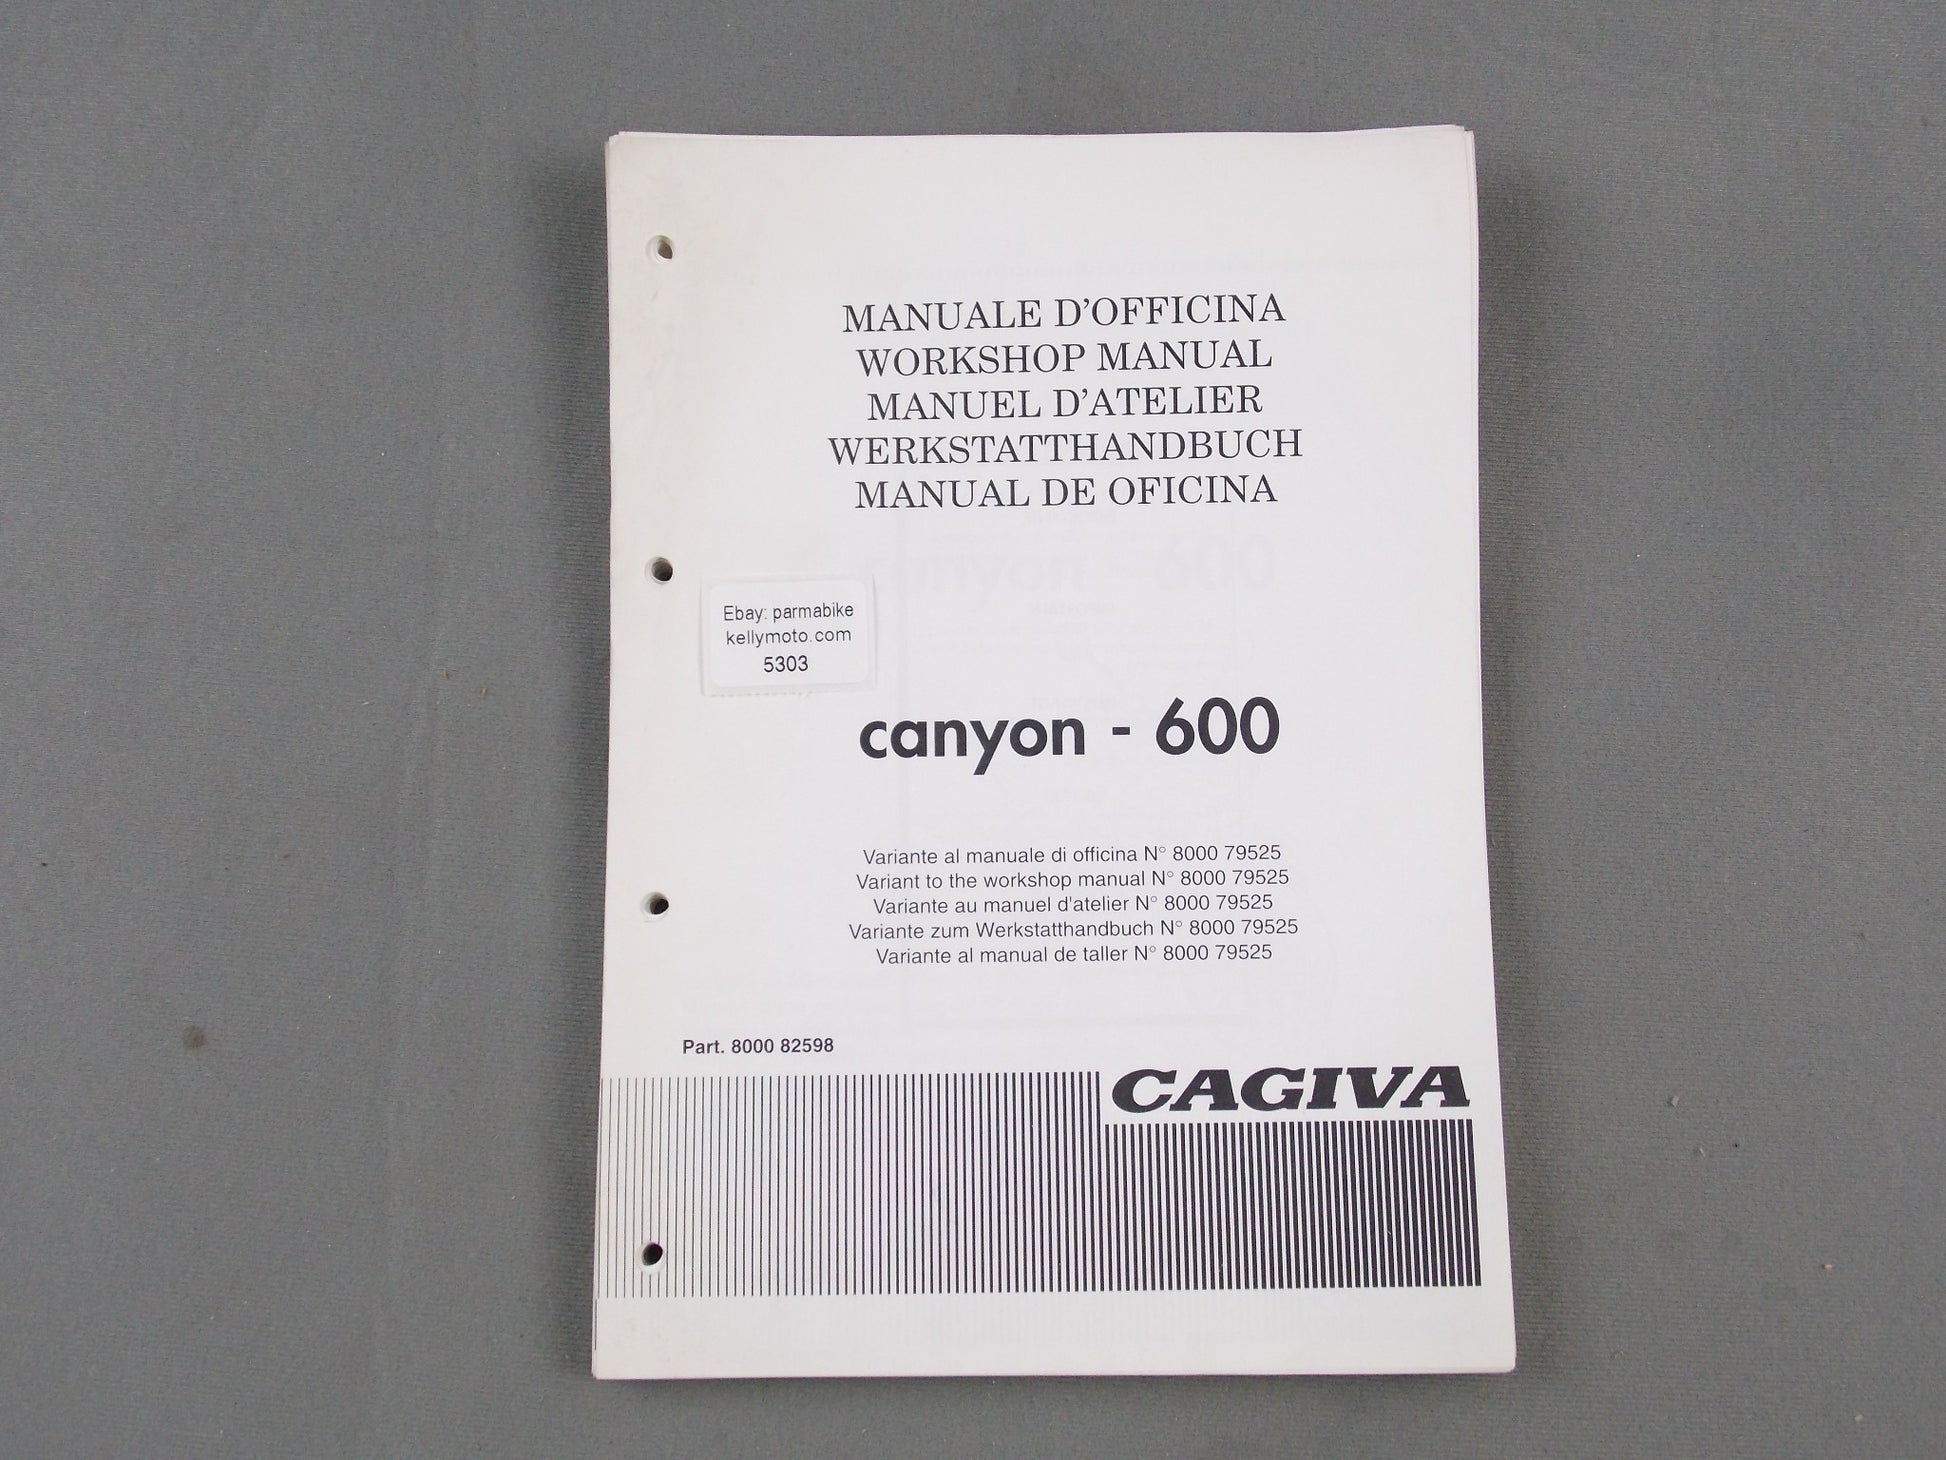 MANUALE D'OFFICINA
WORKSHOP MANUAL
MANUEL D'ATELIER
WERKSTATTHANDBUCH
MANUAL DE OFICINA
Ebay: parmabike
kellymoto.com
5303
canyon - 600
Variante al manuale di officina N° 8000 79525
Variant to the workshop manual N° 8000 79525
Variante au manuel d'atelier N° 8000 79525
Variante zum Werkstatthandbuch N° 8000 79525
Variante al manual de taller N° 8000 79525
Part. 8000 82598
CAGIVA